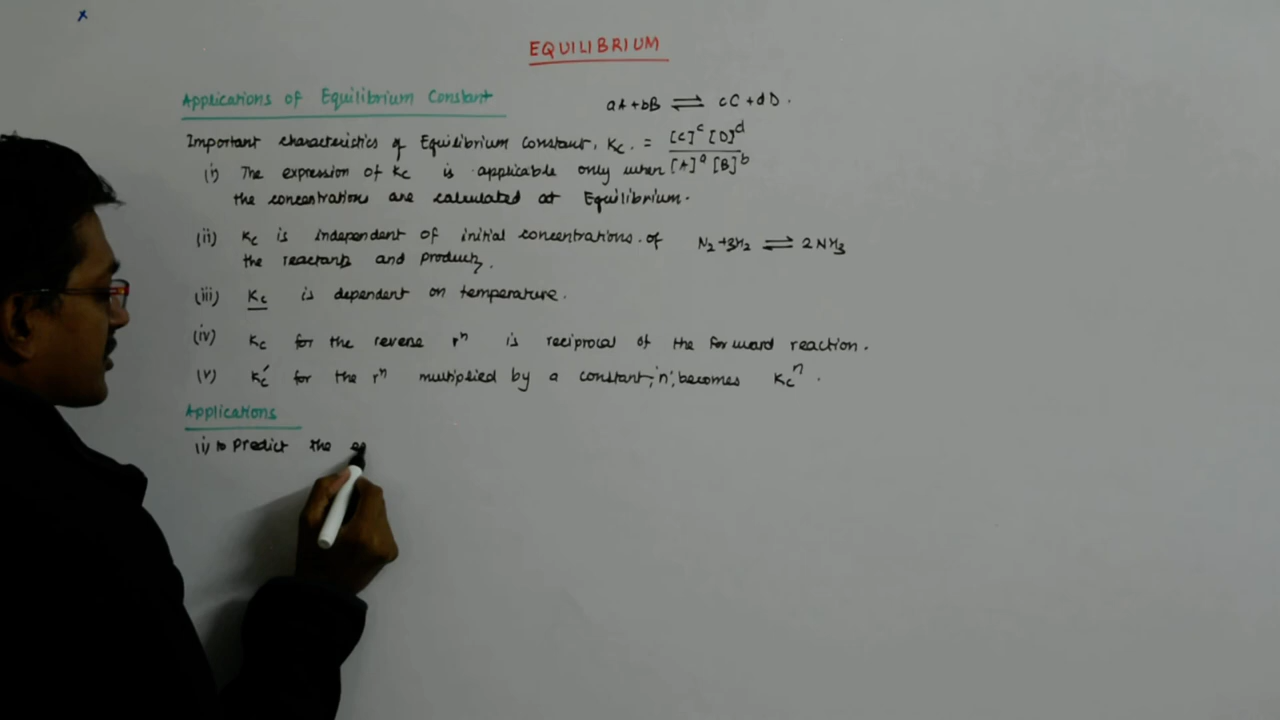 x
EQUILIBRIUM
Applications of Equilibrium Constant
aA + bB ⇌ cC + dD.
Important characteristics of Equilibrium Constant, Kc. = [C]^c [D]^d / [A]^a [B]^b
(i) The expression of Kc is applicable only when
the concentrations are calculated at Equilibrium.
(ii) Kc is independent of initial concentrations of
N2 + 3H2 ⇌ 2NH3
the reactants and products.
(iii) Kc is dependent on temperature.
(iv) Kc for the reverse rⁿ is reciprocal of the forward reaction.
(v) Kc′ for the rⁿ multiplied by a constant, 'n', becomes Kcⁿ.
Applications
(i) to predict the